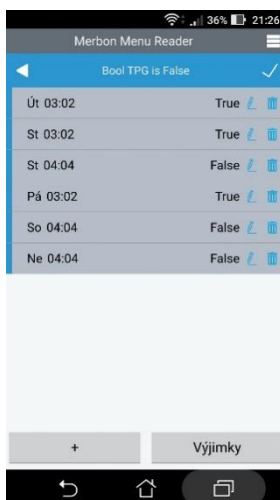 36% 21:26
Merbon Menu Reader
Bool TPG is False
Út 03:02 True
St 03:02 True
St 04:04 False
Pá 03:02 True
So 04:04 False
Ne 04:04 False
+ Výjimky